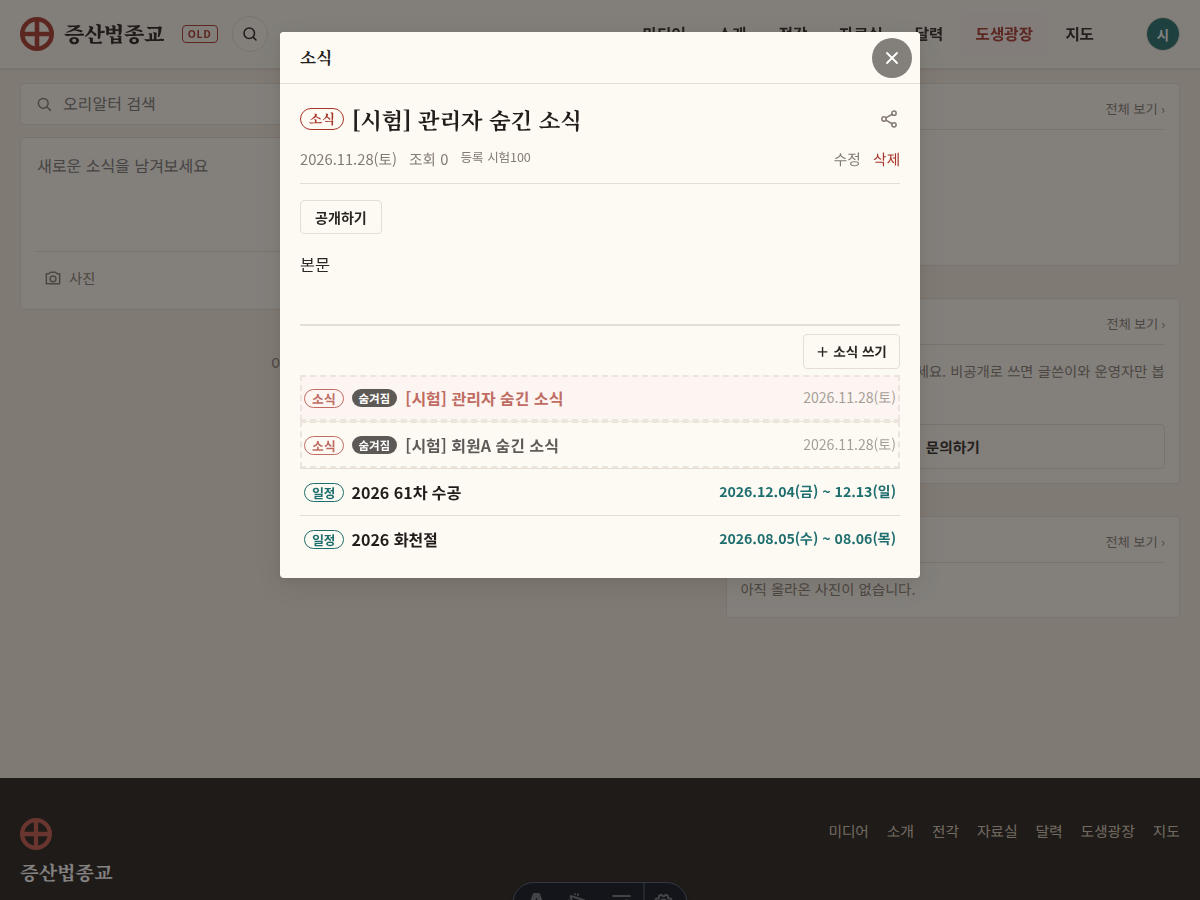 증산법종교 OLD
달력 도생광장 지도 시
소식
오리알터 검색
전체 보기 ›
소식 [시험] 관리자 숨긴 소식
2026.11.28(토) 조회 0 등록 시험100 수정 삭제
새로운 소식을 남겨보세요
공개하기
본문
사진
전체 보기 ›
+ 소식 쓰기
비공개로 쓰면 글쓴이와 운영자만 봅
소식 숨겨짐 [시험] 관리자 숨긴 소식 2026.11.28(토)
소식 숨겨짐 [시험] 회원A 숨긴 소식 2026.11.28(토)
문의하기
일정 2026 61차 수공 2026.12.04(금) ~ 12.13(일)
일정 2026 화천절 2026.08.05(수) ~ 08.06(목)
전체 보기 ›
아직 올라온 사진이 없습니다.
미디어 소개 전각 자료실 달력 도생광장 지도
증산법종교